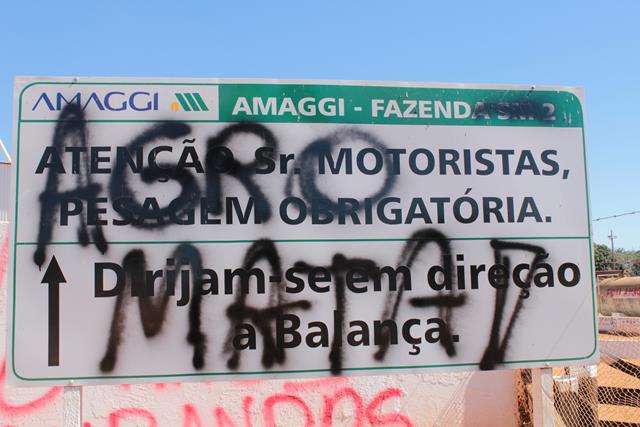 AMAGGI AMAGGI - FAZENDA SM 2
ATENÇÃO Sr. MOTORISTAS,
PESAGEM OBRIGATÓRIA.
Dirijam-se em direção
a Balança.
AGRO
MATA